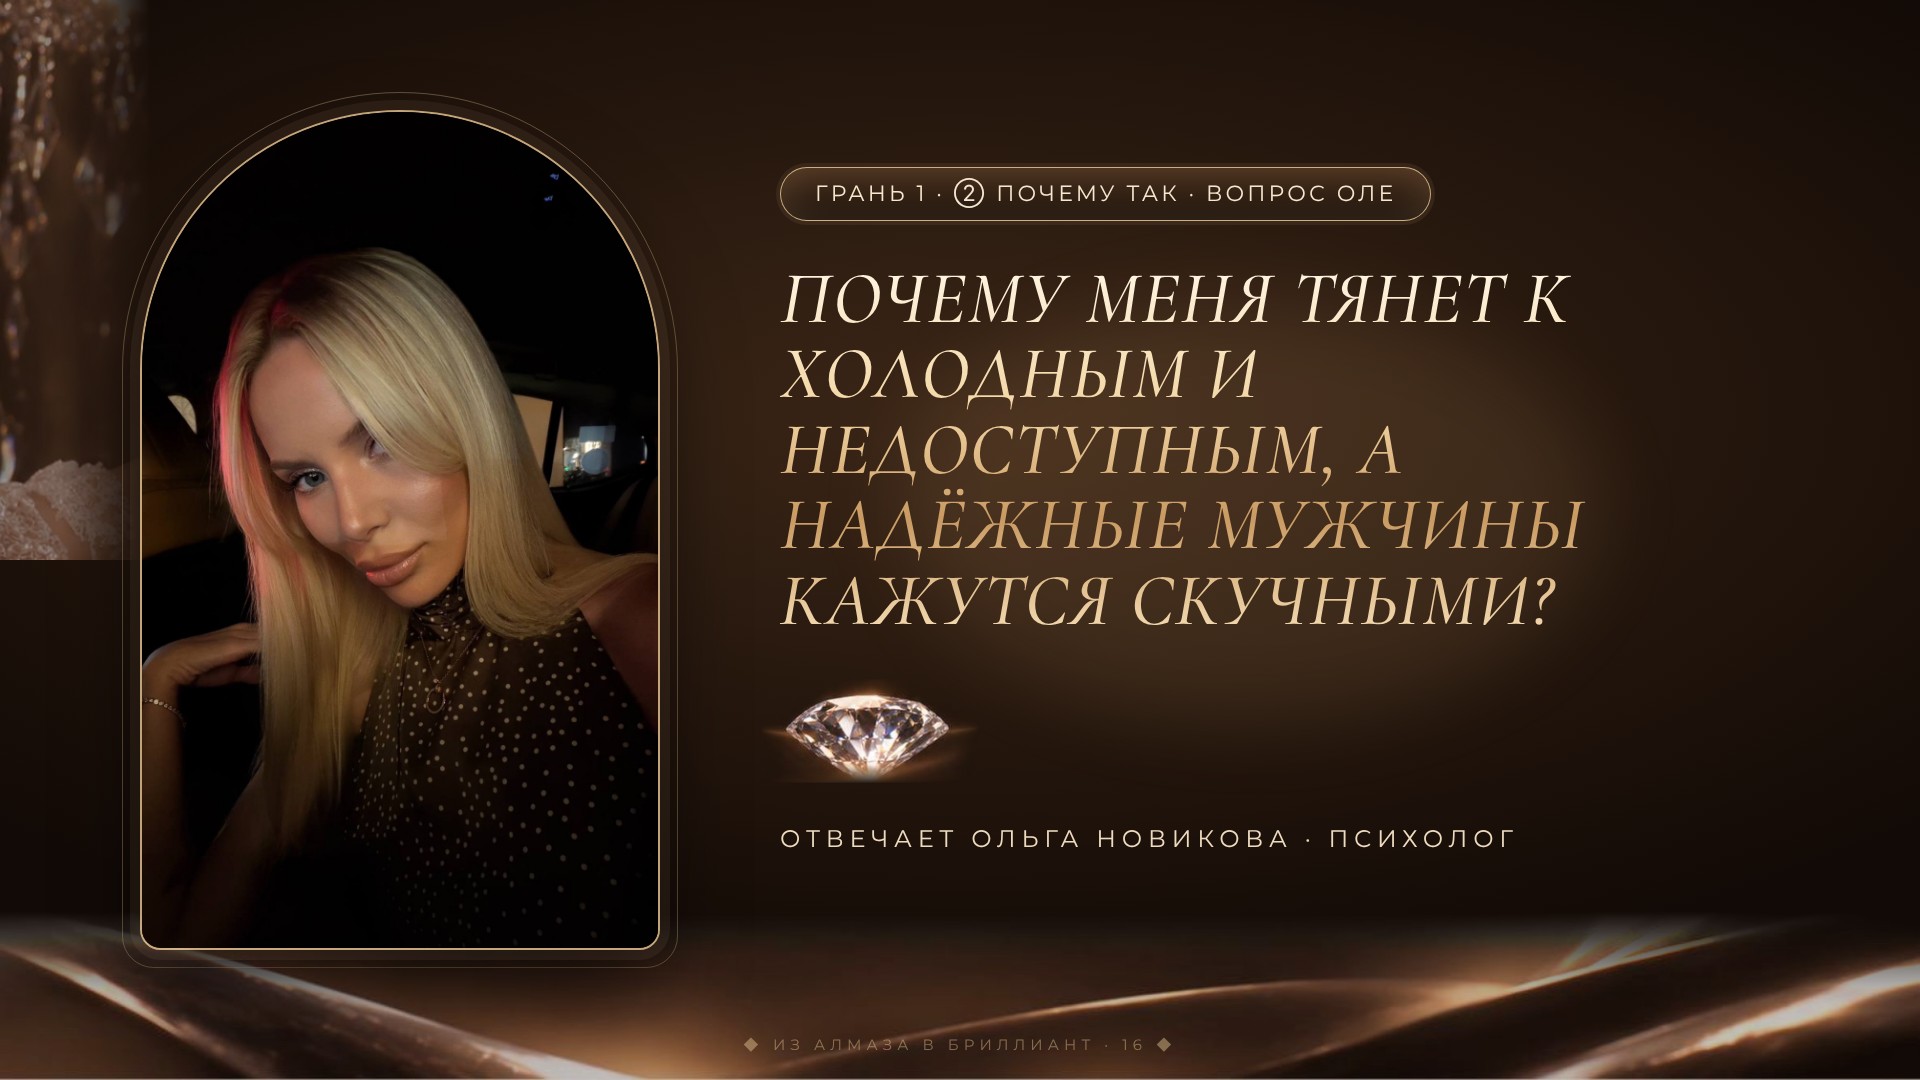 ГРАНЬ 1 · ② ПОЧЕМУ ТАК · ВОПРОС ОЛЕ
ПОЧЕМУ МЕНЯ ТЯНЕТ К
ХОЛОДНЫМ И
НЕДОСТУПНЫМ, А
НАДЁЖНЫЕ МУЖЧИНЫ
КАЖУТСЯ СКУЧНЫМИ?
ОТВЕЧАЕТ ОЛЬГА НОВИКОВА · ПСИХОЛОГ
◆ ИЗ АЛМАЗА В БРИЛЛИАНТ · 16 ◆